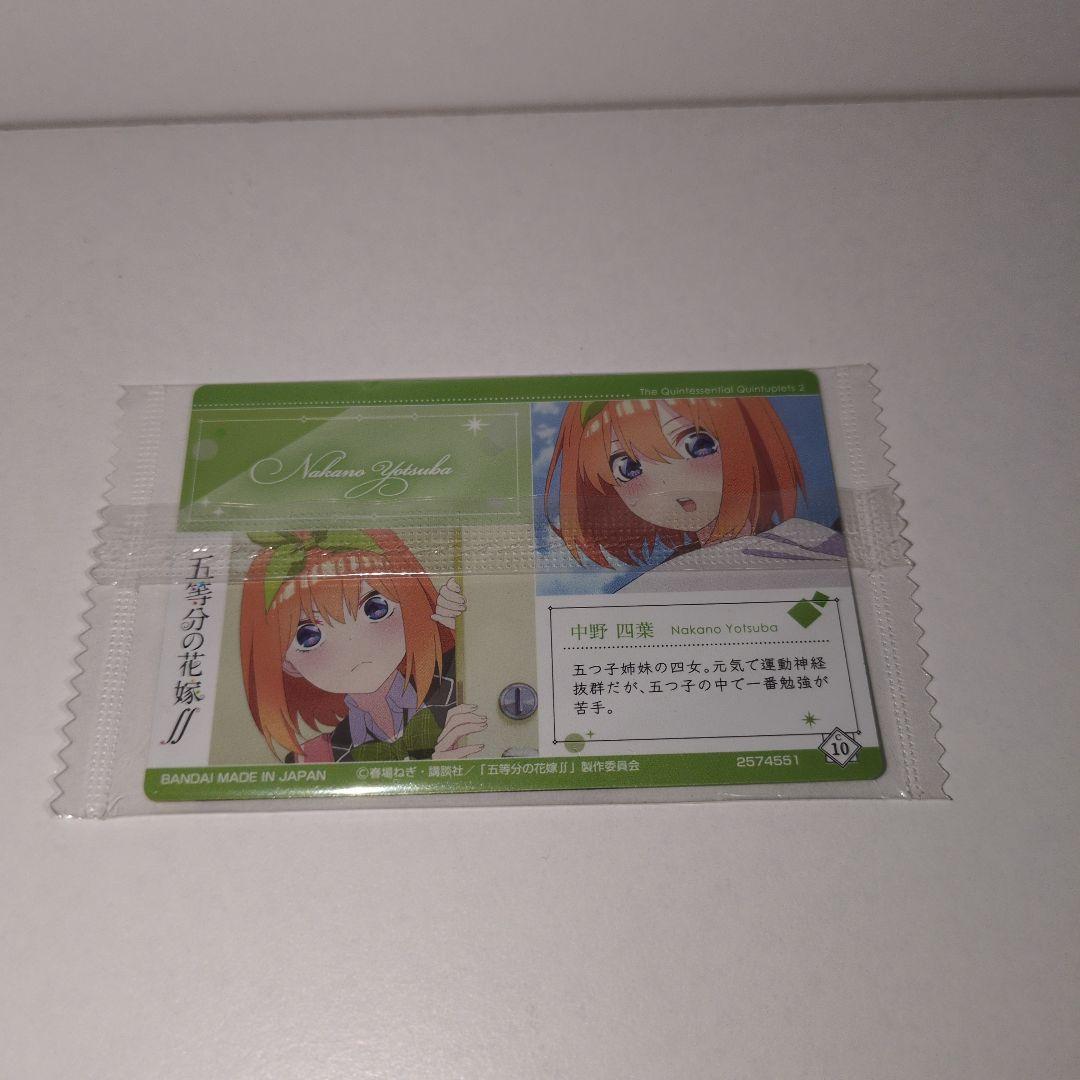 The Quintessential Quintuplets 2
Nakano Yotsuba
五等分の花嫁∬
中野 四葉 Nakano Yotsuba
五つ子姉妹の四女。元気で運動神経
抜群だが、五つ子の中で一番勉強が
苦手。
C
10
BANDAI MADE IN JAPAN
©春場ねぎ・講談社／「五等分の花嫁∬」製作委員会
2574551